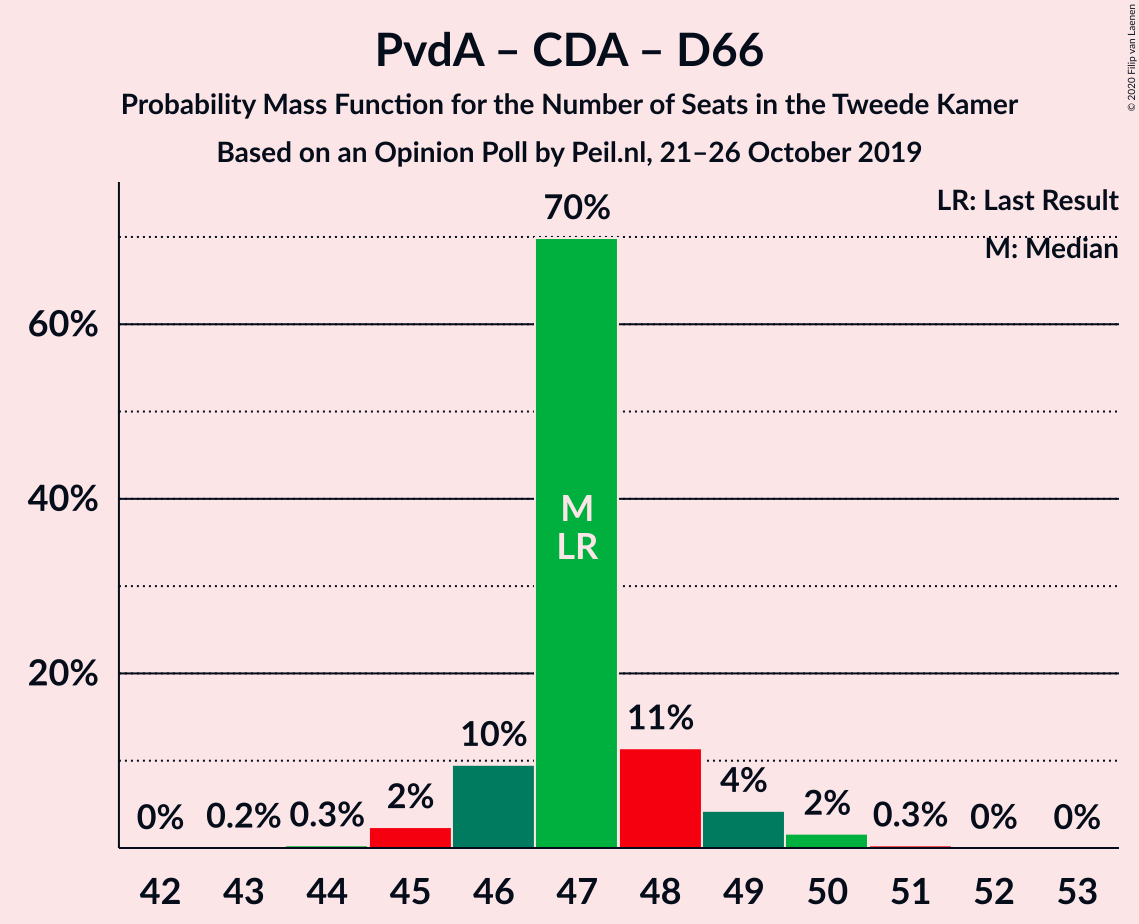 PvdA – CDA – D66
Probability Mass Function for the Number of Seats in the Tweede Kamer
Based on an Opinion Poll by Peil.nl, 21–26 October 2019
© 2020 Filip van Laenen
LR: Last Result
M: Median
60%
40%
20%
0%
0.2%
0.3%
2%
10%
70%
M
LR
11%
4%
2%
0.3%
0%
0%
42 43 44 45 46 47 48 49 50 51 52 53